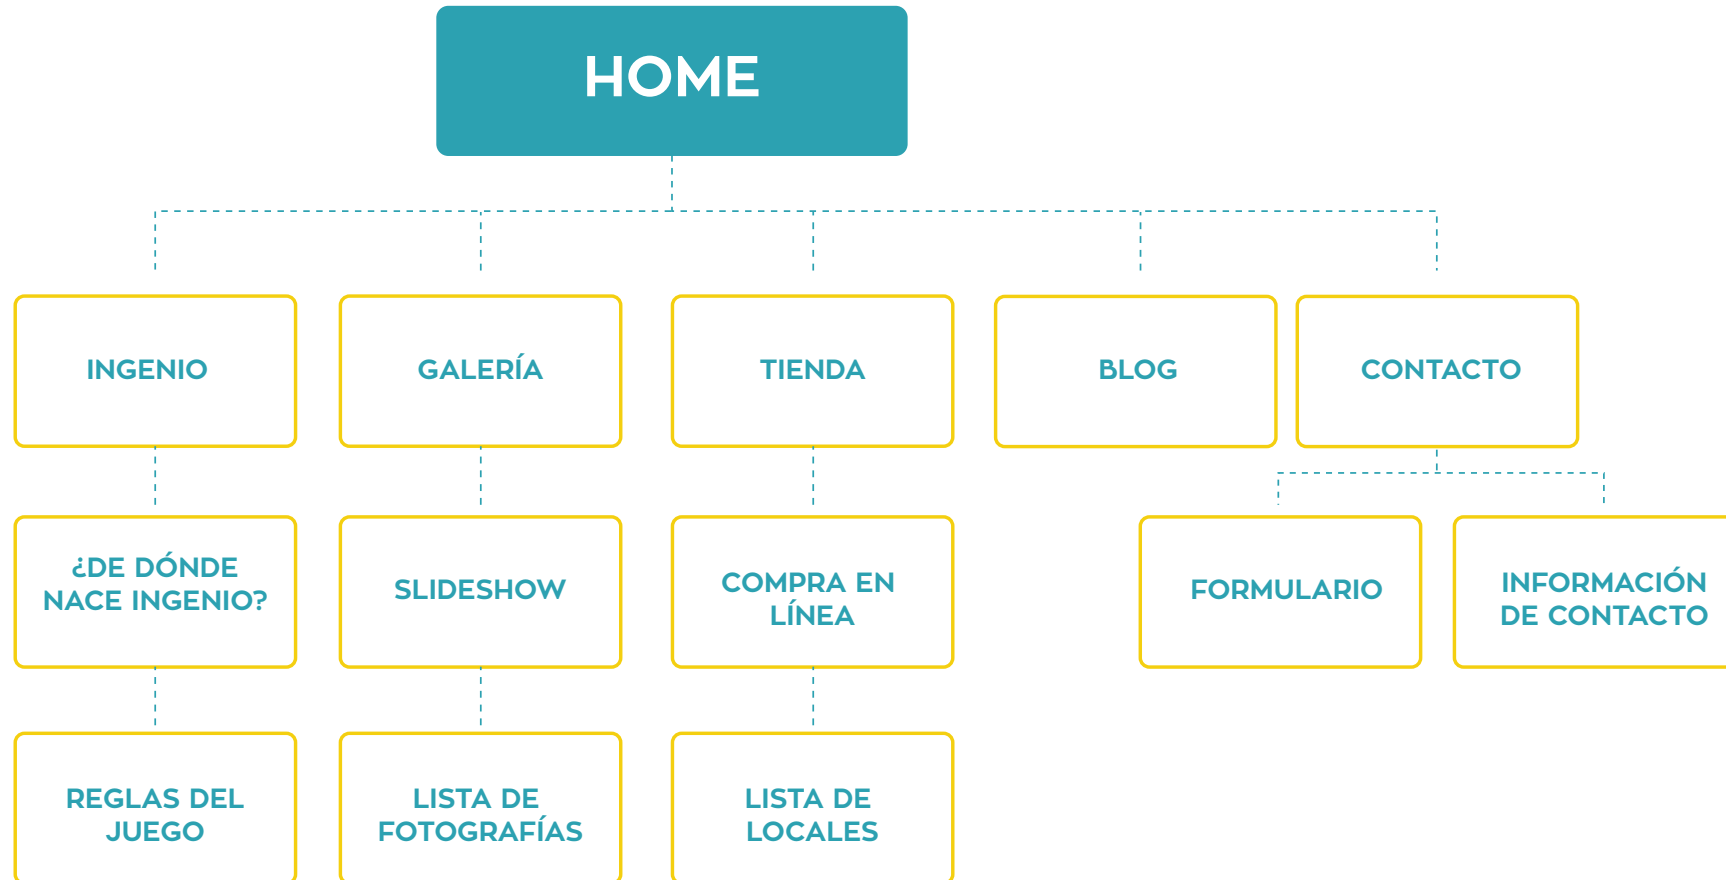 HOME
INGENIO
GALERÍA
TIENDA
BLOG
CONTACTO
¿DE DÓNDE
NACE INGENIO?
SLIDESHOW
COMPRA EN
LÍNEA
FORMULARIO
INFORMACIÓN
DE CONTACTO
REGLAS DEL
JUEGO
LISTA DE
FOTOGRAFÍAS
LISTA DE
LOCALES